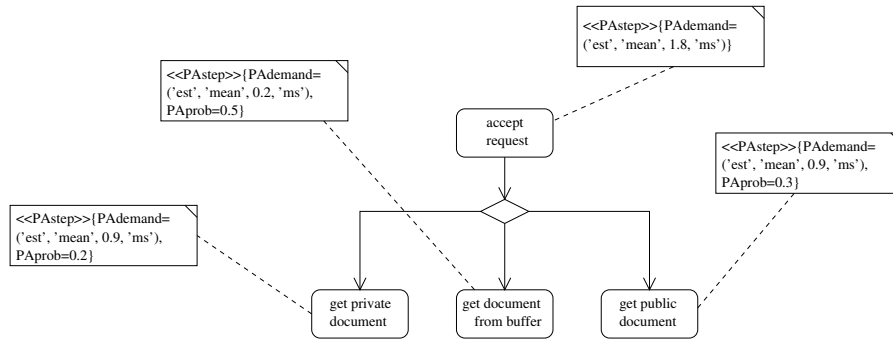 <<PAstep>>{PAdemand=
('est', 'mean', 1.8, 'ms')}
<<PAstep>>{PAdemand=
('est', 'mean', 0.2, 'ms'),
PAprob=0.5}
accept
request
<<PAstep>>{PAdemand=
('est', 'mean', 0.9, 'ms'),
PAprob=0.3}
<<PAstep>>{PAdemand=
('est', 'mean', 0.9, 'ms'),
PAprob=0.2}
get private
document
get document
from buffer
get public
document